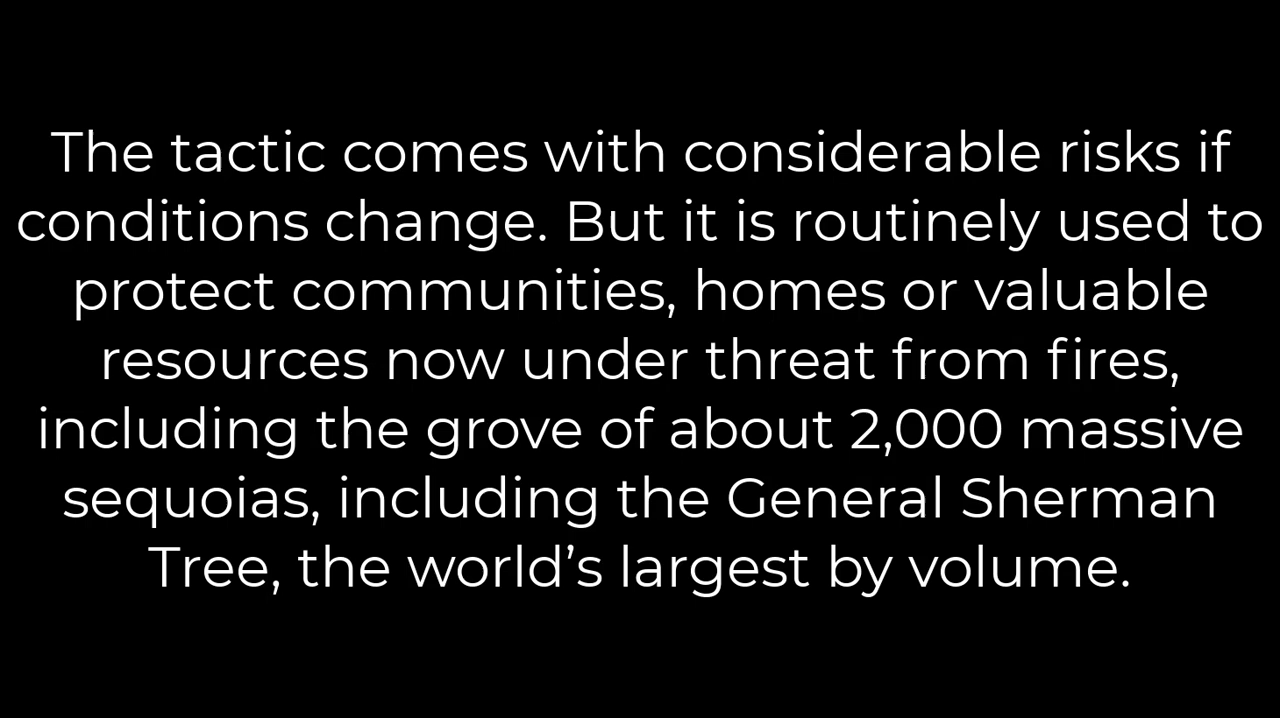 The tactic comes with considerable risks if
conditions change. But it is routinely used to
protect communities, homes or valuable
resources now under threat from fires,
including the grove of about 2,000 massive
sequoias, including the General Sherman
Tree, the world’s largest by volume.